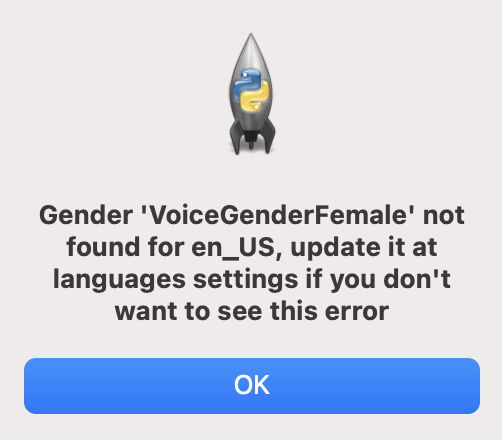 Gender 'VoiceGenderFemale' not
found for en_US, update it at
languages settings if you don't
want to see this error
OK